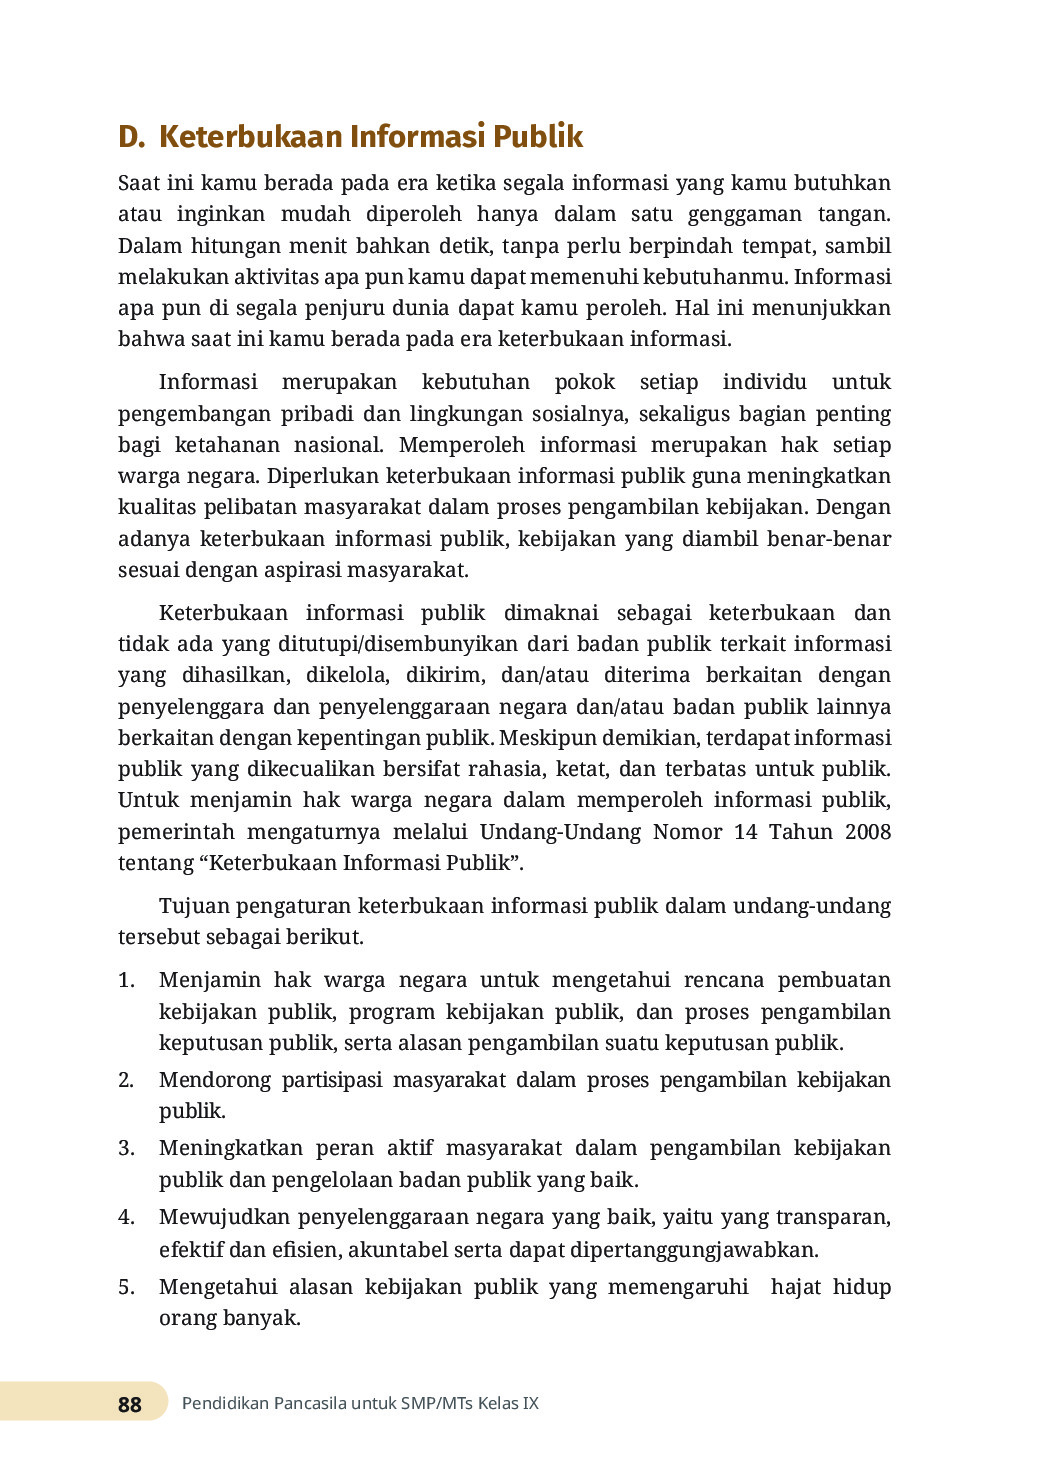 D. Keterbukaan Informasi Publik
Saat ini kamu berada pada era ketika segala informasi yang kamu butuhkan
atau inginkan mudah diperoleh hanya dalam satu genggaman tangan.
Dalam hitungan menit bahkan detik, tanpa perlu berpindah tempat, sambil
melakukan aktivitas apa pun kamu dapat memenuhi kebutuhanmu. Informasi
apa pun di segala penjuru dunia dapat kamu peroleh. Hal ini menunjukkan
bahwa saat ini kamu berada pada era keterbukaan informasi.
Informasi merupakan kebutuhan pokok setiap individu untuk
pengembangan pribadi dan lingkungan sosialnya, sekaligus bagian penting
bagi ketahanan nasional. Memperoleh informasi merupakan hak setiap
warga negara. Diperlukan keterbukaan informasi publik guna meningkatkan
kualitas pelibatan masyarakat dalam proses pengambilan kebijakan. Dengan
adanya keterbukaan informasi publik, kebijakan yang diambil benar-benar
sesuai dengan aspirasi masyarakat.
Keterbukaan informasi publik dimaknai sebagai keterbukaan dan
tidak ada yang ditutupi/disembunyikan dari badan publik terkait informasi
yang dihasilkan, dikelola, dikirim, dan/atau diterima berkaitan dengan
penyelenggara dan penyelenggaraan negara dan/atau badan publik lainnya
berkaitan dengan kepentingan publik. Meskipun demikian, terdapat informasi
publik yang dikecualikan bersifat rahasia, ketat, dan terbatas untuk publik.
Untuk menjamin hak warga negara dalam memperoleh informasi publik,
pemerintah mengaturnya melalui Undang-Undang Nomor 14 Tahun 2008
tentang “Keterbukaan Informasi Publik”.
Tujuan pengaturan keterbukaan informasi publik dalam undang-undang
tersebut sebagai berikut.
1. Menjamin hak warga negara untuk mengetahui rencana pembuatan
kebijakan publik, program kebijakan publik, dan proses pengambilan
keputusan publik, serta alasan pengambilan suatu keputusan publik.
2. Mendorong partisipasi masyarakat dalam proses pengambilan kebijakan
publik.
3. Meningkatkan peran aktif masyarakat dalam pengambilan kebijakan
publik dan pengelolaan badan publik yang baik.
4. Mewujudkan penyelenggaraan negara yang baik, yaitu yang transparan,
efektif dan efisien, akuntabel serta dapat dipertanggungjawabkan.
5. Mengetahui alasan kebijakan publik yang memengaruhi hajat hidup
orang banyak.
88 Pendidikan Pancasila untuk SMP/MTs Kelas IX